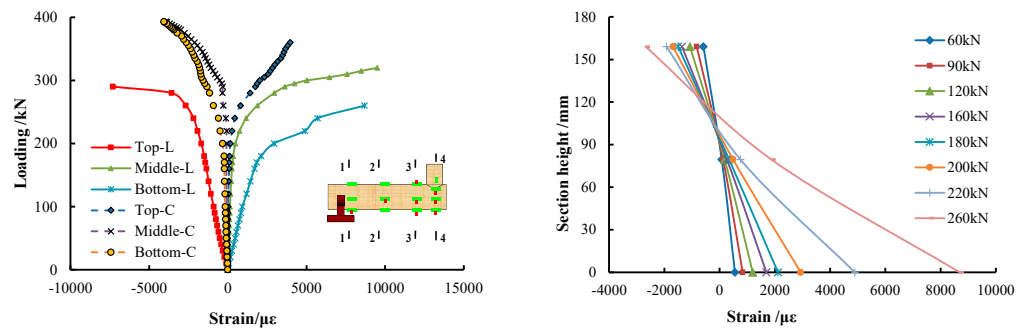 400
300
200
100
0
-10000
-5000
0
5000
10000
15000
Loading /kN
Strain/με
Top-L
Middle-L
Bottom-L
Top-C
Middle-C
Bottom-C
1 2 3 4
1 2 3 4
180
150
120
90
60
30
0
-4000
-2000
0
2000
4000
6000
8000
10000
Section height /mm
Strain /με
60kN
90kN
120kN
160kN
180kN
200kN
220kN
260kN